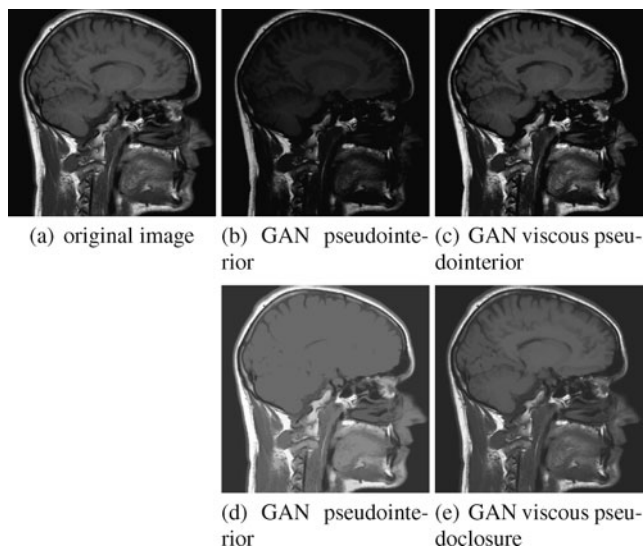 (a) original image
(b) GAN pseudointe-
rior
(c) GAN viscous pseu-
dointerior
(d) GAN pseudointe-
rior
(e) GAN viscous pseu-
doclosure